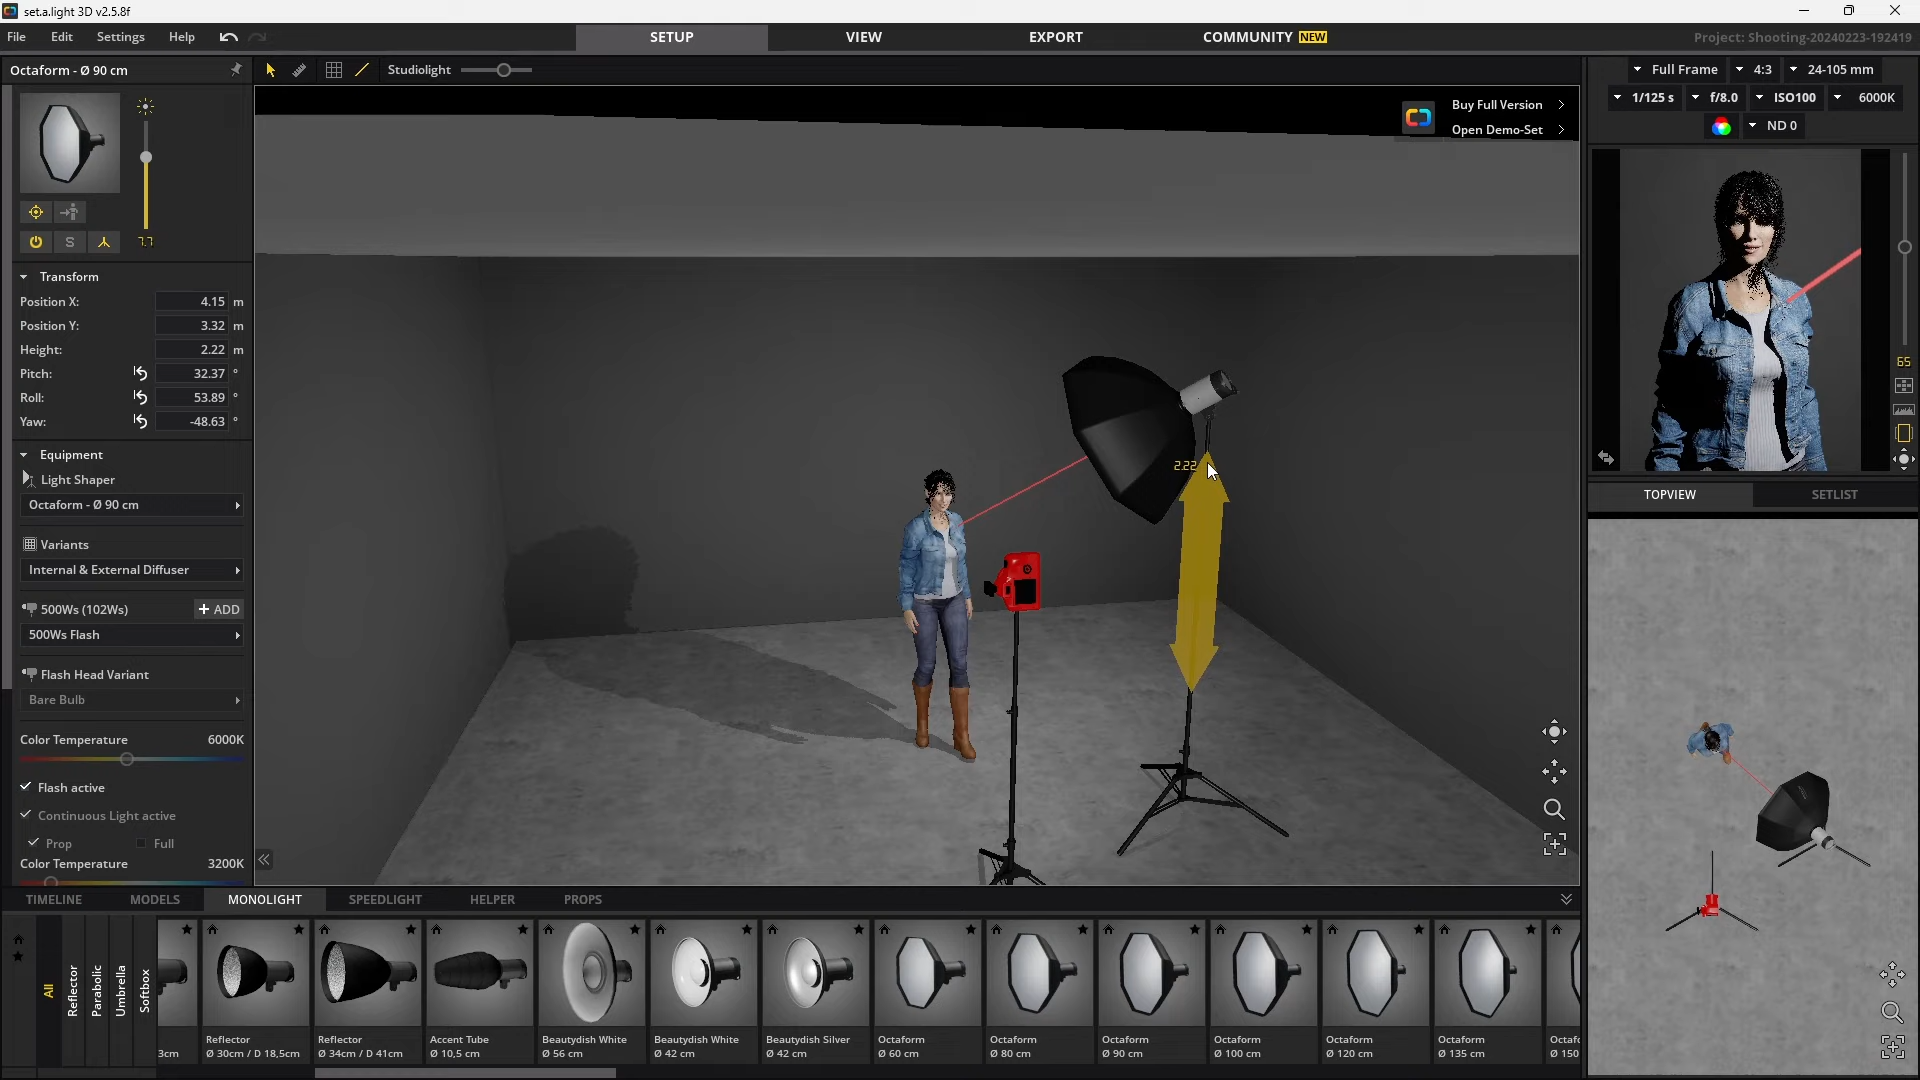 set.a.light 3D v2.5.8f
File Edit Settings Help
SETUP VIEW EXPORT COMMUNITY NEW
Project: Shooting-20240223-192419
Octaform - Ø 90 cm
Studiolight
Full Frame 4:3 24-105 mm
1/125 s f/8.0 ISO100 6000K
ND 0
Buy Full Version
Open Demo-Set
S
7.7
Transform
Position X: 4.15 m
Position Y: 3.32 m
Height: 2.22 m
Pitch: 32.37 °
Roll: 53.89 °
Yaw: -48.63 °
Equipment
Light Shaper
Octaform - Ø 90 cm
Variants
Internal & External Diffuser
500Ws (102Ws) + ADD
500Ws Flash
Flash Head Variant
Bare Bulb
Color Temperature 6000K
Flash active
Continuous Light active
Prop Full
Color Temperature 3200K
2.22
65
TOPVIEW SETLIST
TIMELINE MODELS MONOLIGHT SPEEDLIGHT HELPER PROPS
All
Reflector
Parabolic
Umbrella
Softbox
3cm
Reflector
Ø 30cm / D 18,5cm
Reflector
Ø 34cm / D 41cm
Accent Tube
Ø 10,5 cm
Beautydish White
Ø 56 cm
Beautydish White
Ø 42 cm
Beautydish Silver
Ø 42 cm
Octaform
Ø 60 cm
Octaform
Ø 80 cm
Octaform
Ø 90 cm
Octaform
Ø 100 cm
Octaform
Ø 120 cm
Octaform
Ø 135 cm
Octaf
Ø 150